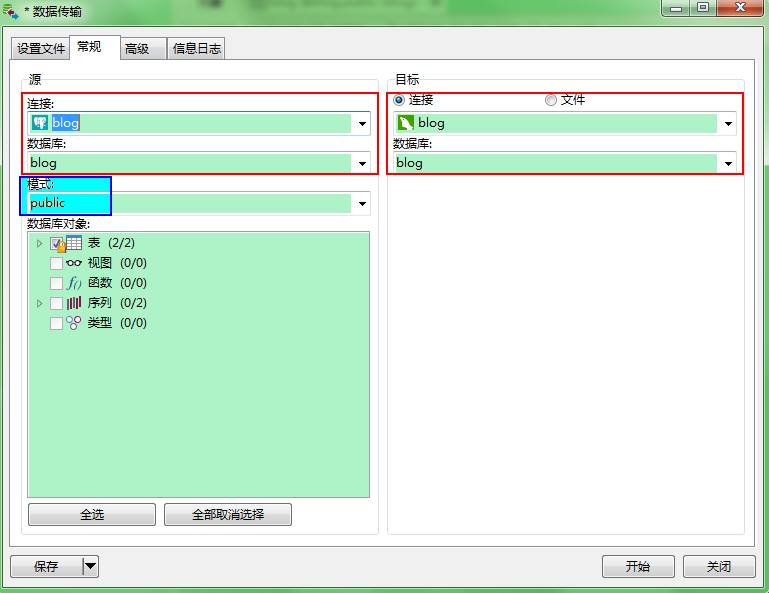 * 数据传输
设置文件 常规 高级 信息日志
源
连接:
blog
数据库:
blog
模式:
public
数据库对象:
表 (2/2)
视图 (0/0)
f() 函数 (0/0)
序列 (0/2)
类型 (0/0)
全选 全部取消选择
目标
连接 文件
blog
数据库:
blog
保存 开始 关闭